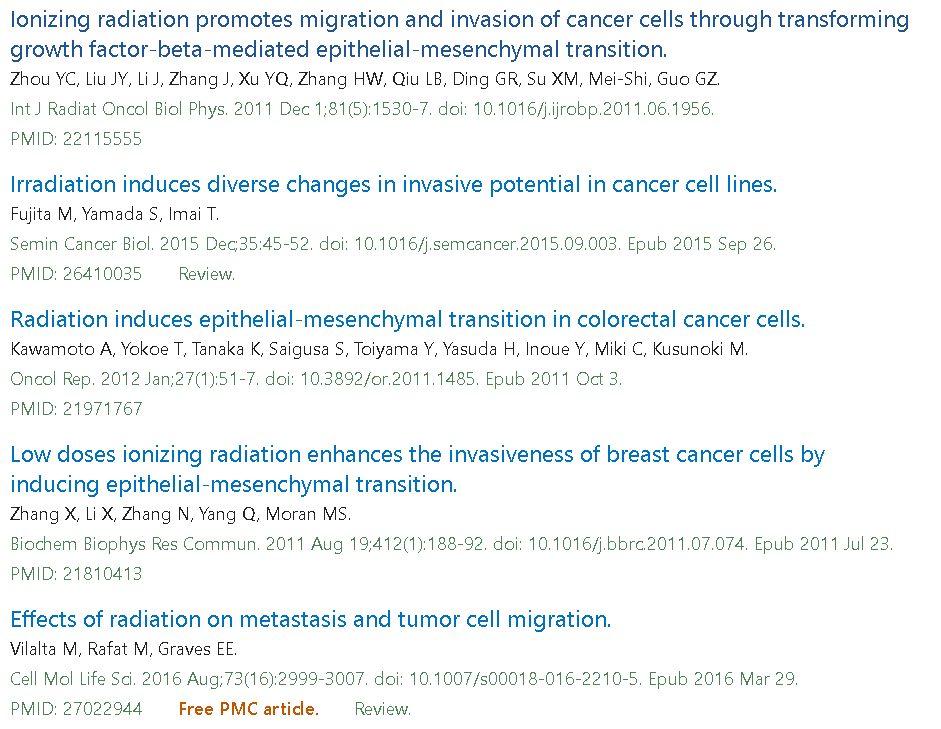 Ionizing radiation promotes migration and invasion of cancer cells through transforming
growth factor-beta-mediated epithelial-mesenchymal transition.
Zhou YC, Liu JY, Li J, Zhang J, Xu YQ, Zhang HW, Qiu LB, Ding GR, Su XM, Mei-Shi, Guo GZ.
Int J Radiat Oncol Biol Phys. 2011 Dec 1;81(5):1530-7. doi: 10.1016/j.ijrobp.2011.06.1956.
PMID: 22115555
Irradiation induces diverse changes in invasive potential in cancer cell lines.
Fujita M, Yamada S, Imai T.
Semin Cancer Biol. 2015 Dec;35:45-52. doi: 10.1016/j.semcancer.2015.09.003. Epub 2015 Sep 26.
PMID: 26410035 Review.
Radiation induces epithelial-mesenchymal transition in colorectal cancer cells.
Kawamoto A, Yokoe T, Tanaka K, Saigusa S, Toiyama Y, Yasuda H, Inoue Y, Miki C, Kusunoki M.
Oncol Rep. 2012 Jan;27(1):51-7. doi: 10.3892/or.2011.1485. Epub 2011 Oct 3.
PMID: 21971767
Low doses ionizing radiation enhances the invasiveness of breast cancer cells by
inducing epithelial-mesenchymal transition.
Zhang X, Li X, Zhang N, Yang Q, Moran MS.
Biochem Biophys Res Commun. 2011 Aug 19;412(1):188-92. doi: 10.1016/j.bbrc.2011.07.074. Epub 2011 Jul 23.
PMID: 21810413
Effects of radiation on metastasis and tumor cell migration.
Vilalta M, Rafat M, Graves EE.
Cell Mol Life Sci. 2016 Aug;73(16):2999-3007. doi: 10.1007/s00018-016-2210-5. Epub 2016 Mar 29.
PMID: 27022944 Free PMC article. Review.